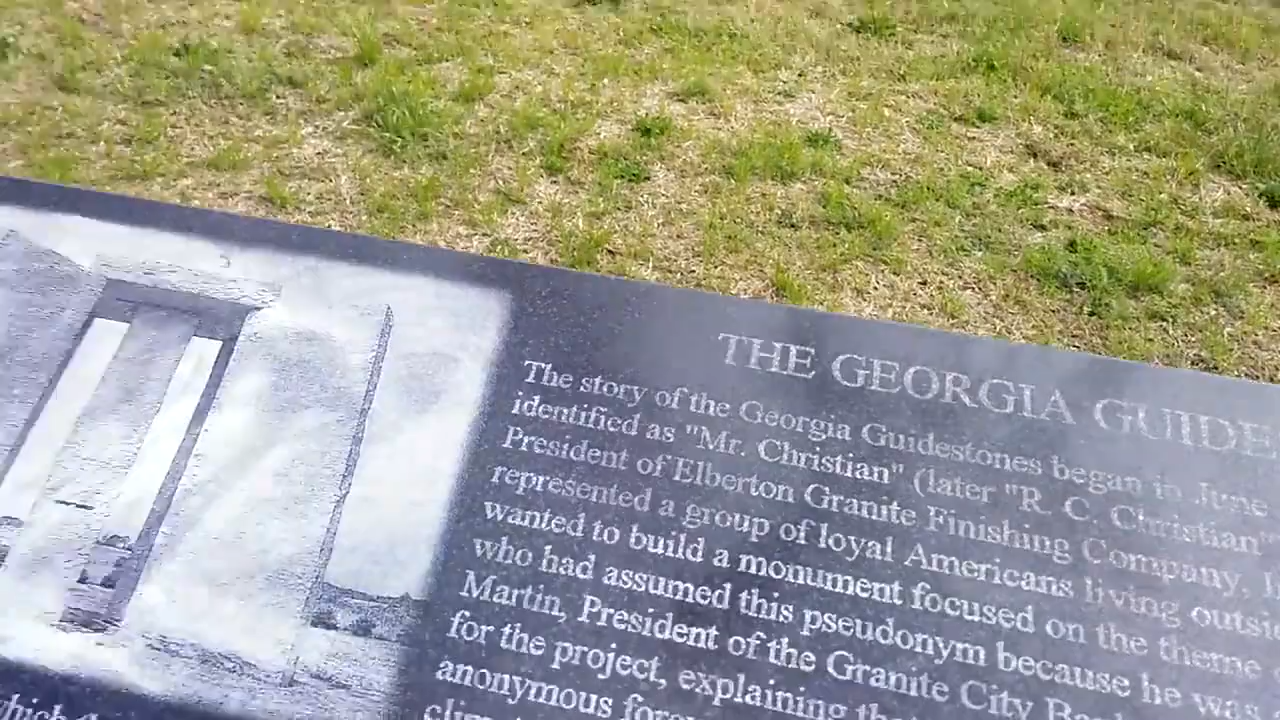 THE GEORGIA GUIDE
The story of the Georgia Guidestones began in June
identified as "Mr. Christian" (later "R. C. Christian"
President of Elberton Granite Finishing Company,
represented a group of loyal Americans living outsi
wanted to build a monument focused on the theme
who had assumed this pseudonym because he was
Martin, President of the Granite City
for the project, explaining
anonymous
which